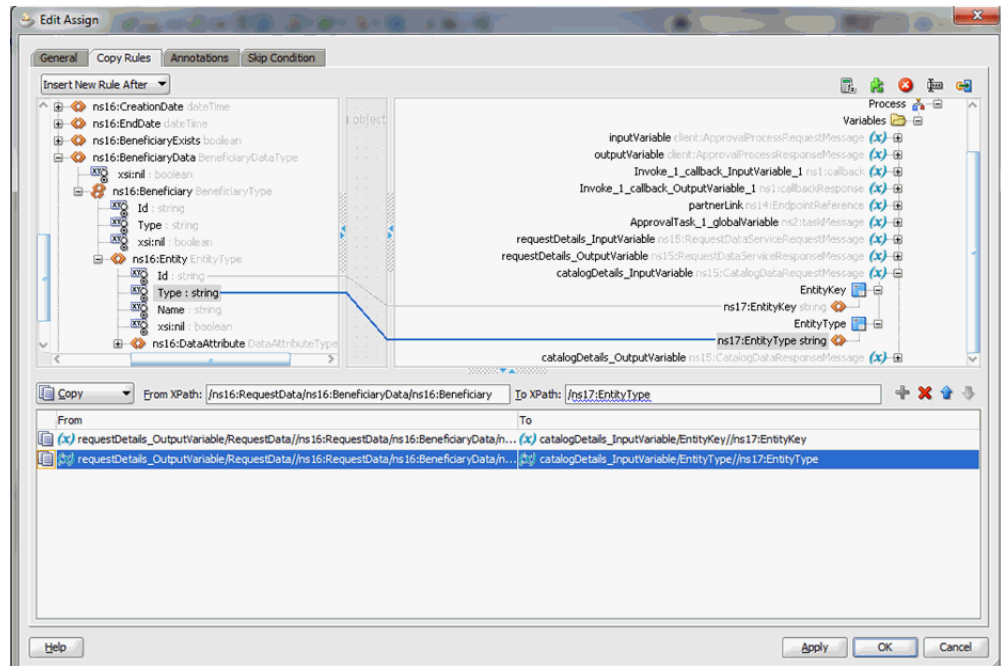 Edit Assign
General Copy Rules Annotations Skip Condition
Insert New Rule After
ns16:CreationDate dateTime
ns16:EndDate dateTime
ns16:BeneficiaryExists boolean
ns16:BeneficiaryData BeneficiaryDataType
xsi:nil : boolean
ns16:Beneficiary BeneficiaryType
Id : string
Type : string
xsi:nil : boolean
ns16:Entity EntityType
Id : string
Type : string
Name : string
xsi:nil : boolean
ns16:DataAttribute DataAttributeType
object
Process
Variables
inputVariable client:ApprovalProcessRequestMessage (x)
outputVariable client:ApprovalProcessResponseMessage (x)
Invoke_1_callback_InputVariable_1 ns1:callback (x)
Invoke_1_callback_OutputVariable_1 ns1:callbackResponse (x)
partnerLink ns14:EndpointReference (x)
ApprovalTask_1_globalVariable ns2:taskMessage (x)
requestDetails_InputVariable ns15:RequestDataServiceRequestMessage (x)
requestDetails_OutputVariable ns15:RequestDataServiceResponseMessage (x)
catalogDetails_InputVariable ns15:CatalogDataRequestMessage (x)
EntityKey
ns17:EntityKey string
EntityType
ns17:EntityType string
catalogDetails_OutputVariable ns15:CatalogDataResponseMessage (x)
Copy From XPath: /ns16:RequestData/ns16:BeneficiaryData/ns16:Beneficiary To XPath: /ns17:EntityType
From To
(x) requestDetails_OutputVariable/RequestData//ns16:RequestData/ns16:BeneficiaryData/n... (x) catalogDetails_InputVariable/EntityKey//ns17:EntityKey
(x) requestDetails_OutputVariable/RequestData//ns16:RequestData/ns16:BeneficiaryData/n... (x) catalogDetails_InputVariable/EntityType//ns17:EntityType
Help Apply OK Cancel